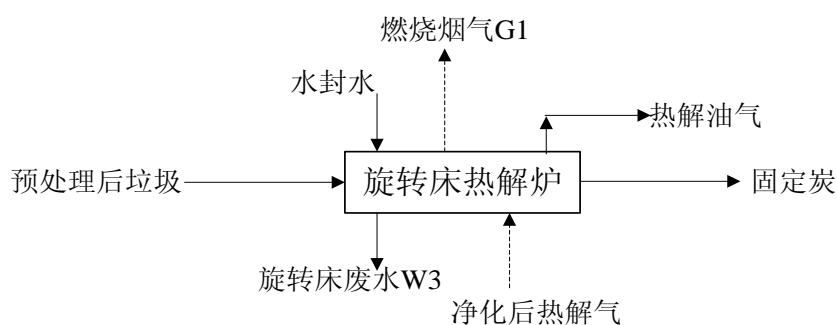 燃烧烟气G1
水封水
热解油气
预处理后垃圾
旋转床热解炉
固定炭
旋转床废水W3
净化后热解气